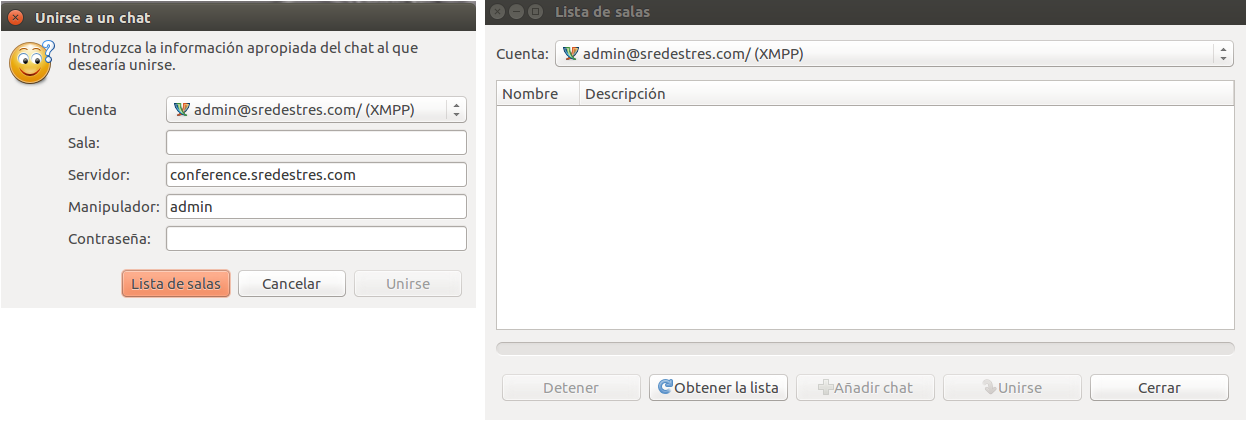 Unirse a un chat
Introduzca la información apropiada del chat al que
desearía unirse.
Cuenta admin@sredestres.com/ (XMPP)
Sala:
Servidor: conference.sredestres.com
Manipulador: admin
Contraseña:
Lista de salas Cancelar Unirse
Lista de salas
Cuenta: admin@sredestres.com/ (XMPP)
Nombre Descripción
Detener Obtener la lista Añadir chat Unirse Cerrar